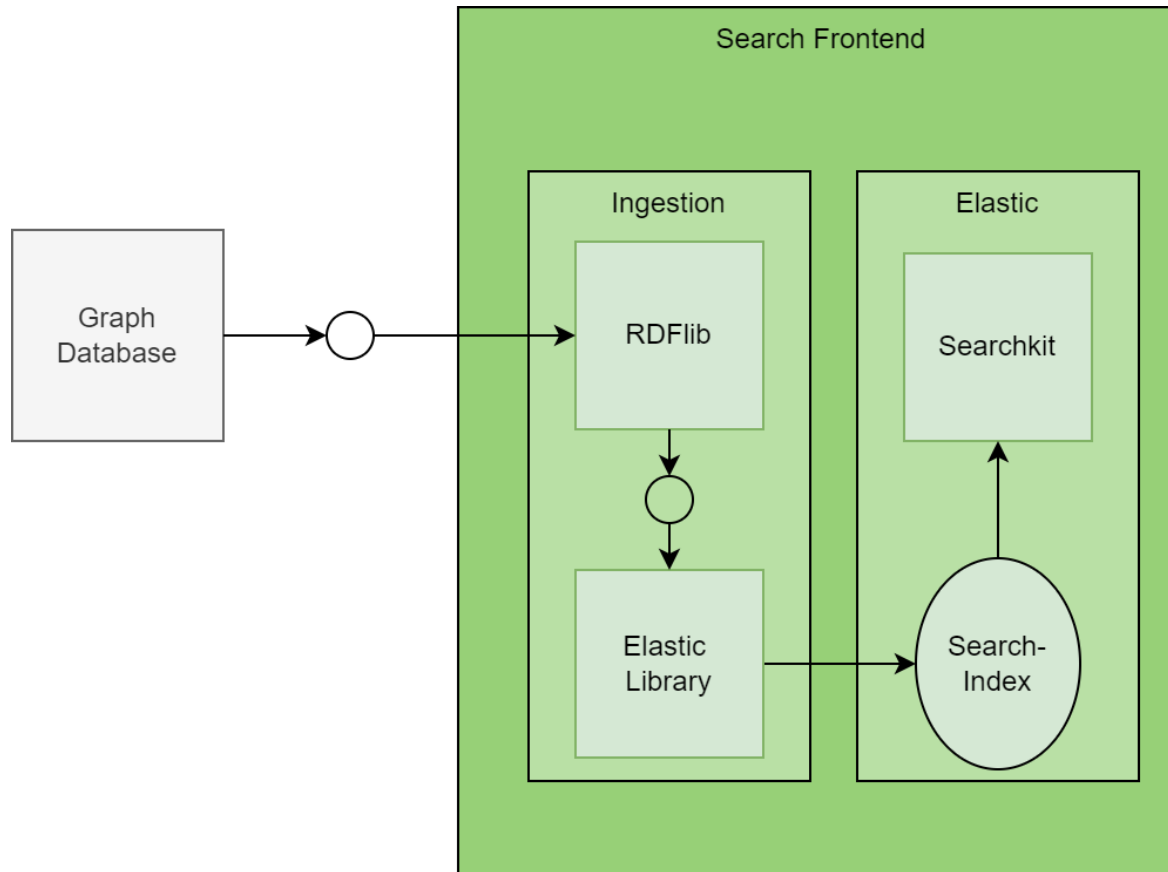 Search Frontend
Ingestion
Elastic
Graph
Database
RDFlib
Searchkit
Elastic
Library
Search-
Index